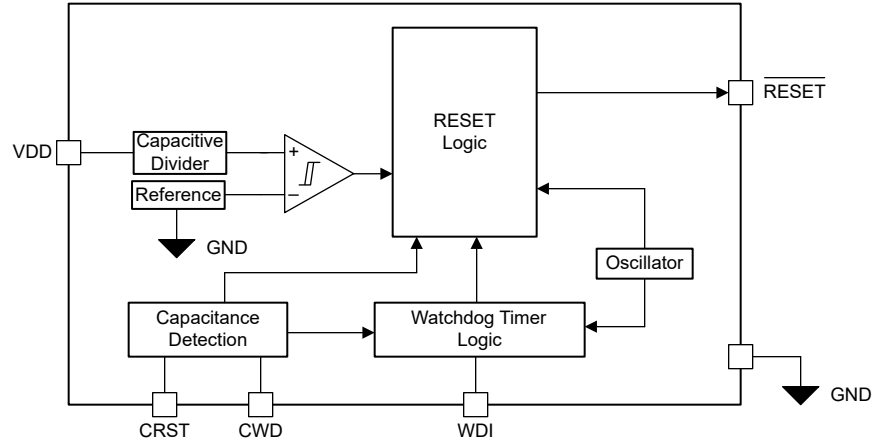 RESET
RESET
Logic
VDD
Capacitive
Divider
+
Reference
−
GND
Oscillator
Capacitance
Detection
Watchdog Timer
Logic
GND
CRST
CWD
WDI